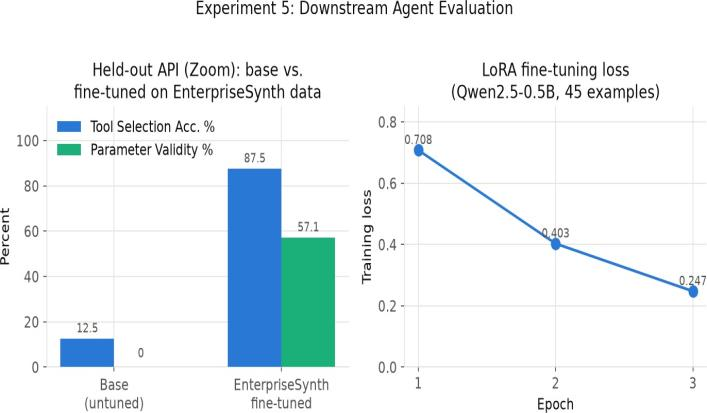 Experiment 5: Downstream Agent Evaluation
Held-out API (Zoom): base vs.
fine-tuned on EnterpriseSynth data
Tool Selection Acc. %
Parameter Validity %
Percent
100
80
60
40
20
0
12.5
0
87.5
57.1
Base
(untuned)
EnterpriseSynth
fine-tuned
LoRA fine-tuning loss
(Qwen2.5-0.5B, 45 examples)
Training loss
0.8
0.6
0.4
0.2
0.0
0.708
0.403
0.247
1
2
3
Epoch